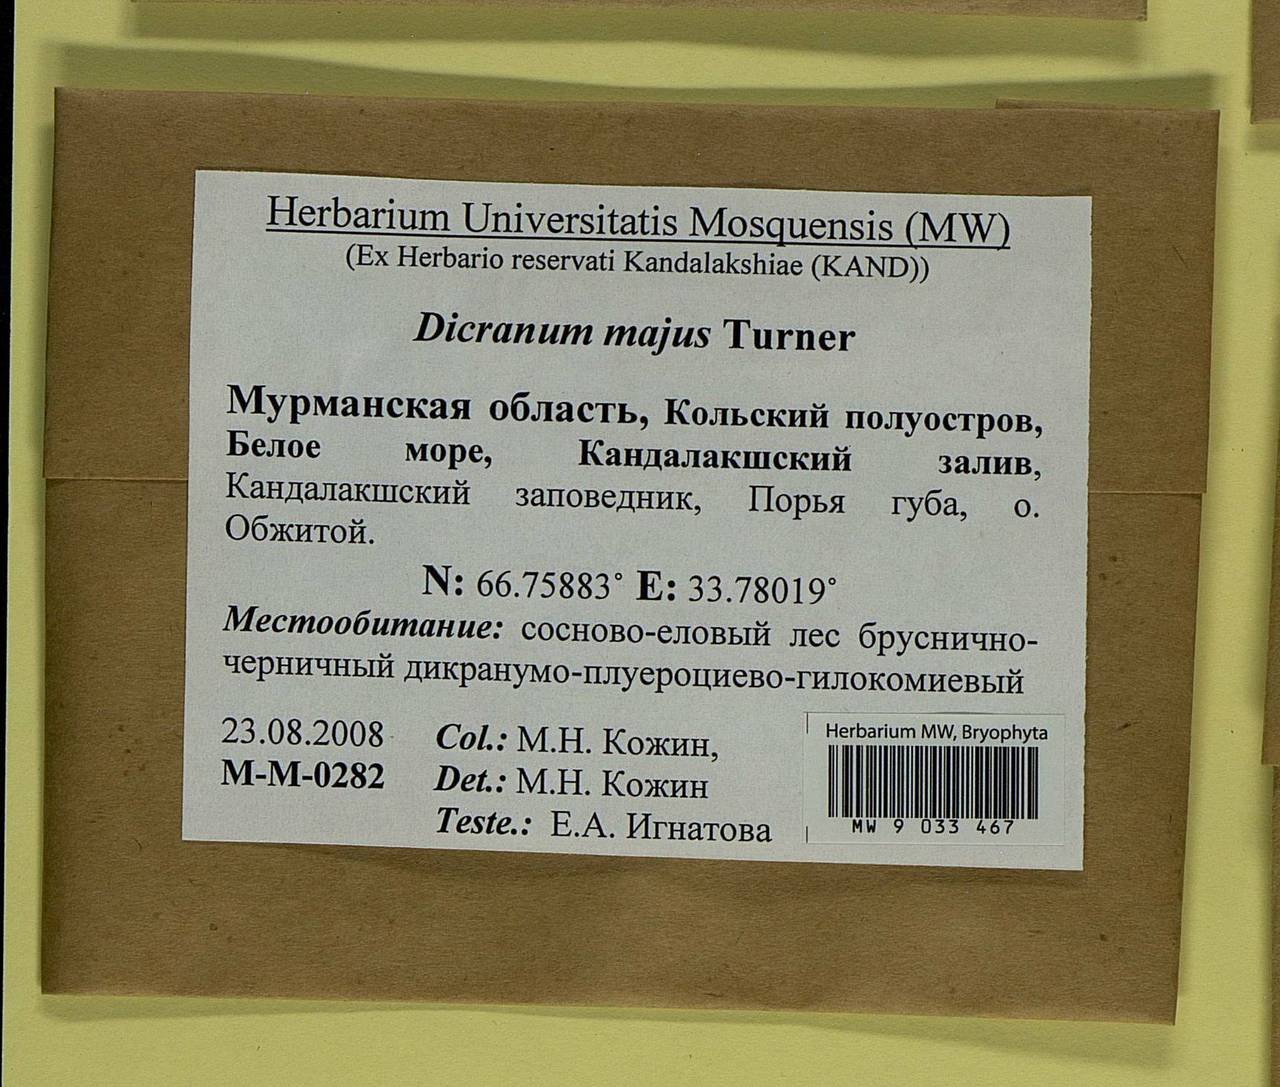 Herbarium Universitatis Mosquensis (MW)
(Ex Herbario reservati Kandalakshiae (KAND))
Dicranum majus Turner
Мурманская область, Кольский полуостров,
Белое море, Кандалакшский залив,
Кандалакшский заповедник, Порья губа, о.
Обжитой.
N: 66.75883° E: 33.78019°
Местообитание: сосново-еловый лес бруснично-
черничный дикранумо-плуероциево-гилокомиевый
23.08.2008 Col.: М.Н. Кожин,
М-М-0282 Det.: М.Н. Кожин
Teste.: Е.А. Игнатова
Herbarium MW, Bryophyta
MW 9 033 467